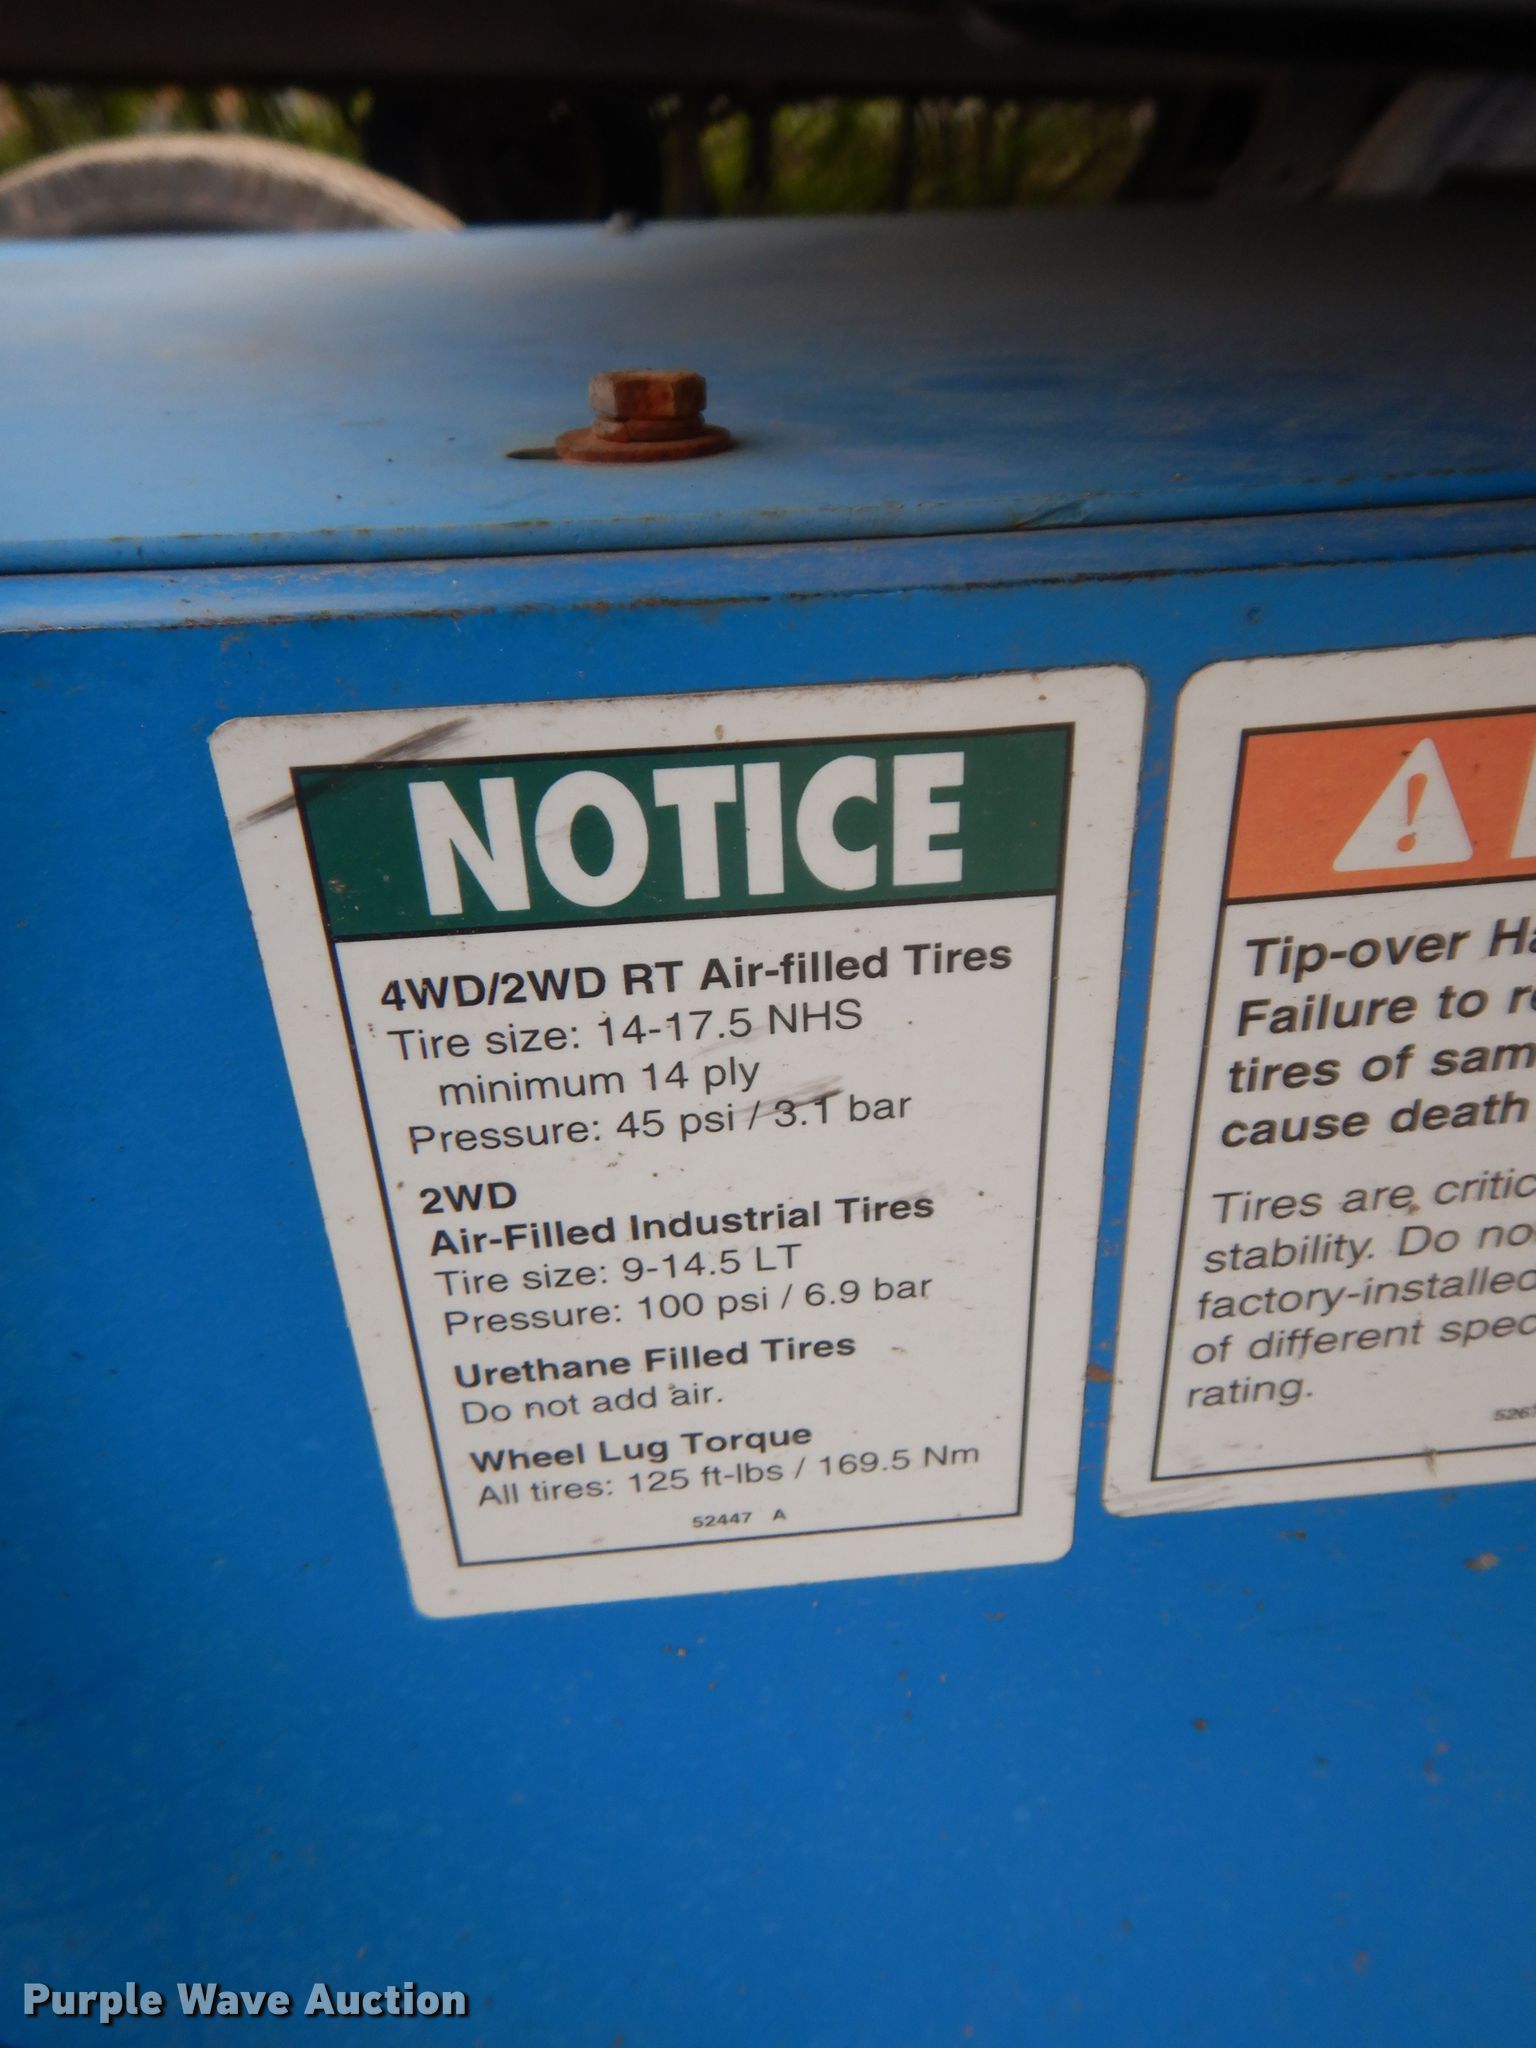 NOTICE
4WD/2WD RT Air-filled Tires
Tire size: 14-17.5 NHS
minimum 14 ply
Pressure: 45 psi / 3.1 bar
2WD
Air-Filled Industrial Tires
Tire size: 9-14.5 LT
Pressure: 100 psi / 6.9 bar
Urethane Filled Tires
Do not add air.
Wheel Lug Torque
All tires: 125 ft-lbs / 169.5 Nm
52447 A
Tip-over
Failure to
tires of
cause death
Tires are
stability. Do
factory-installed
of different
rating.
Purple Wave Auction